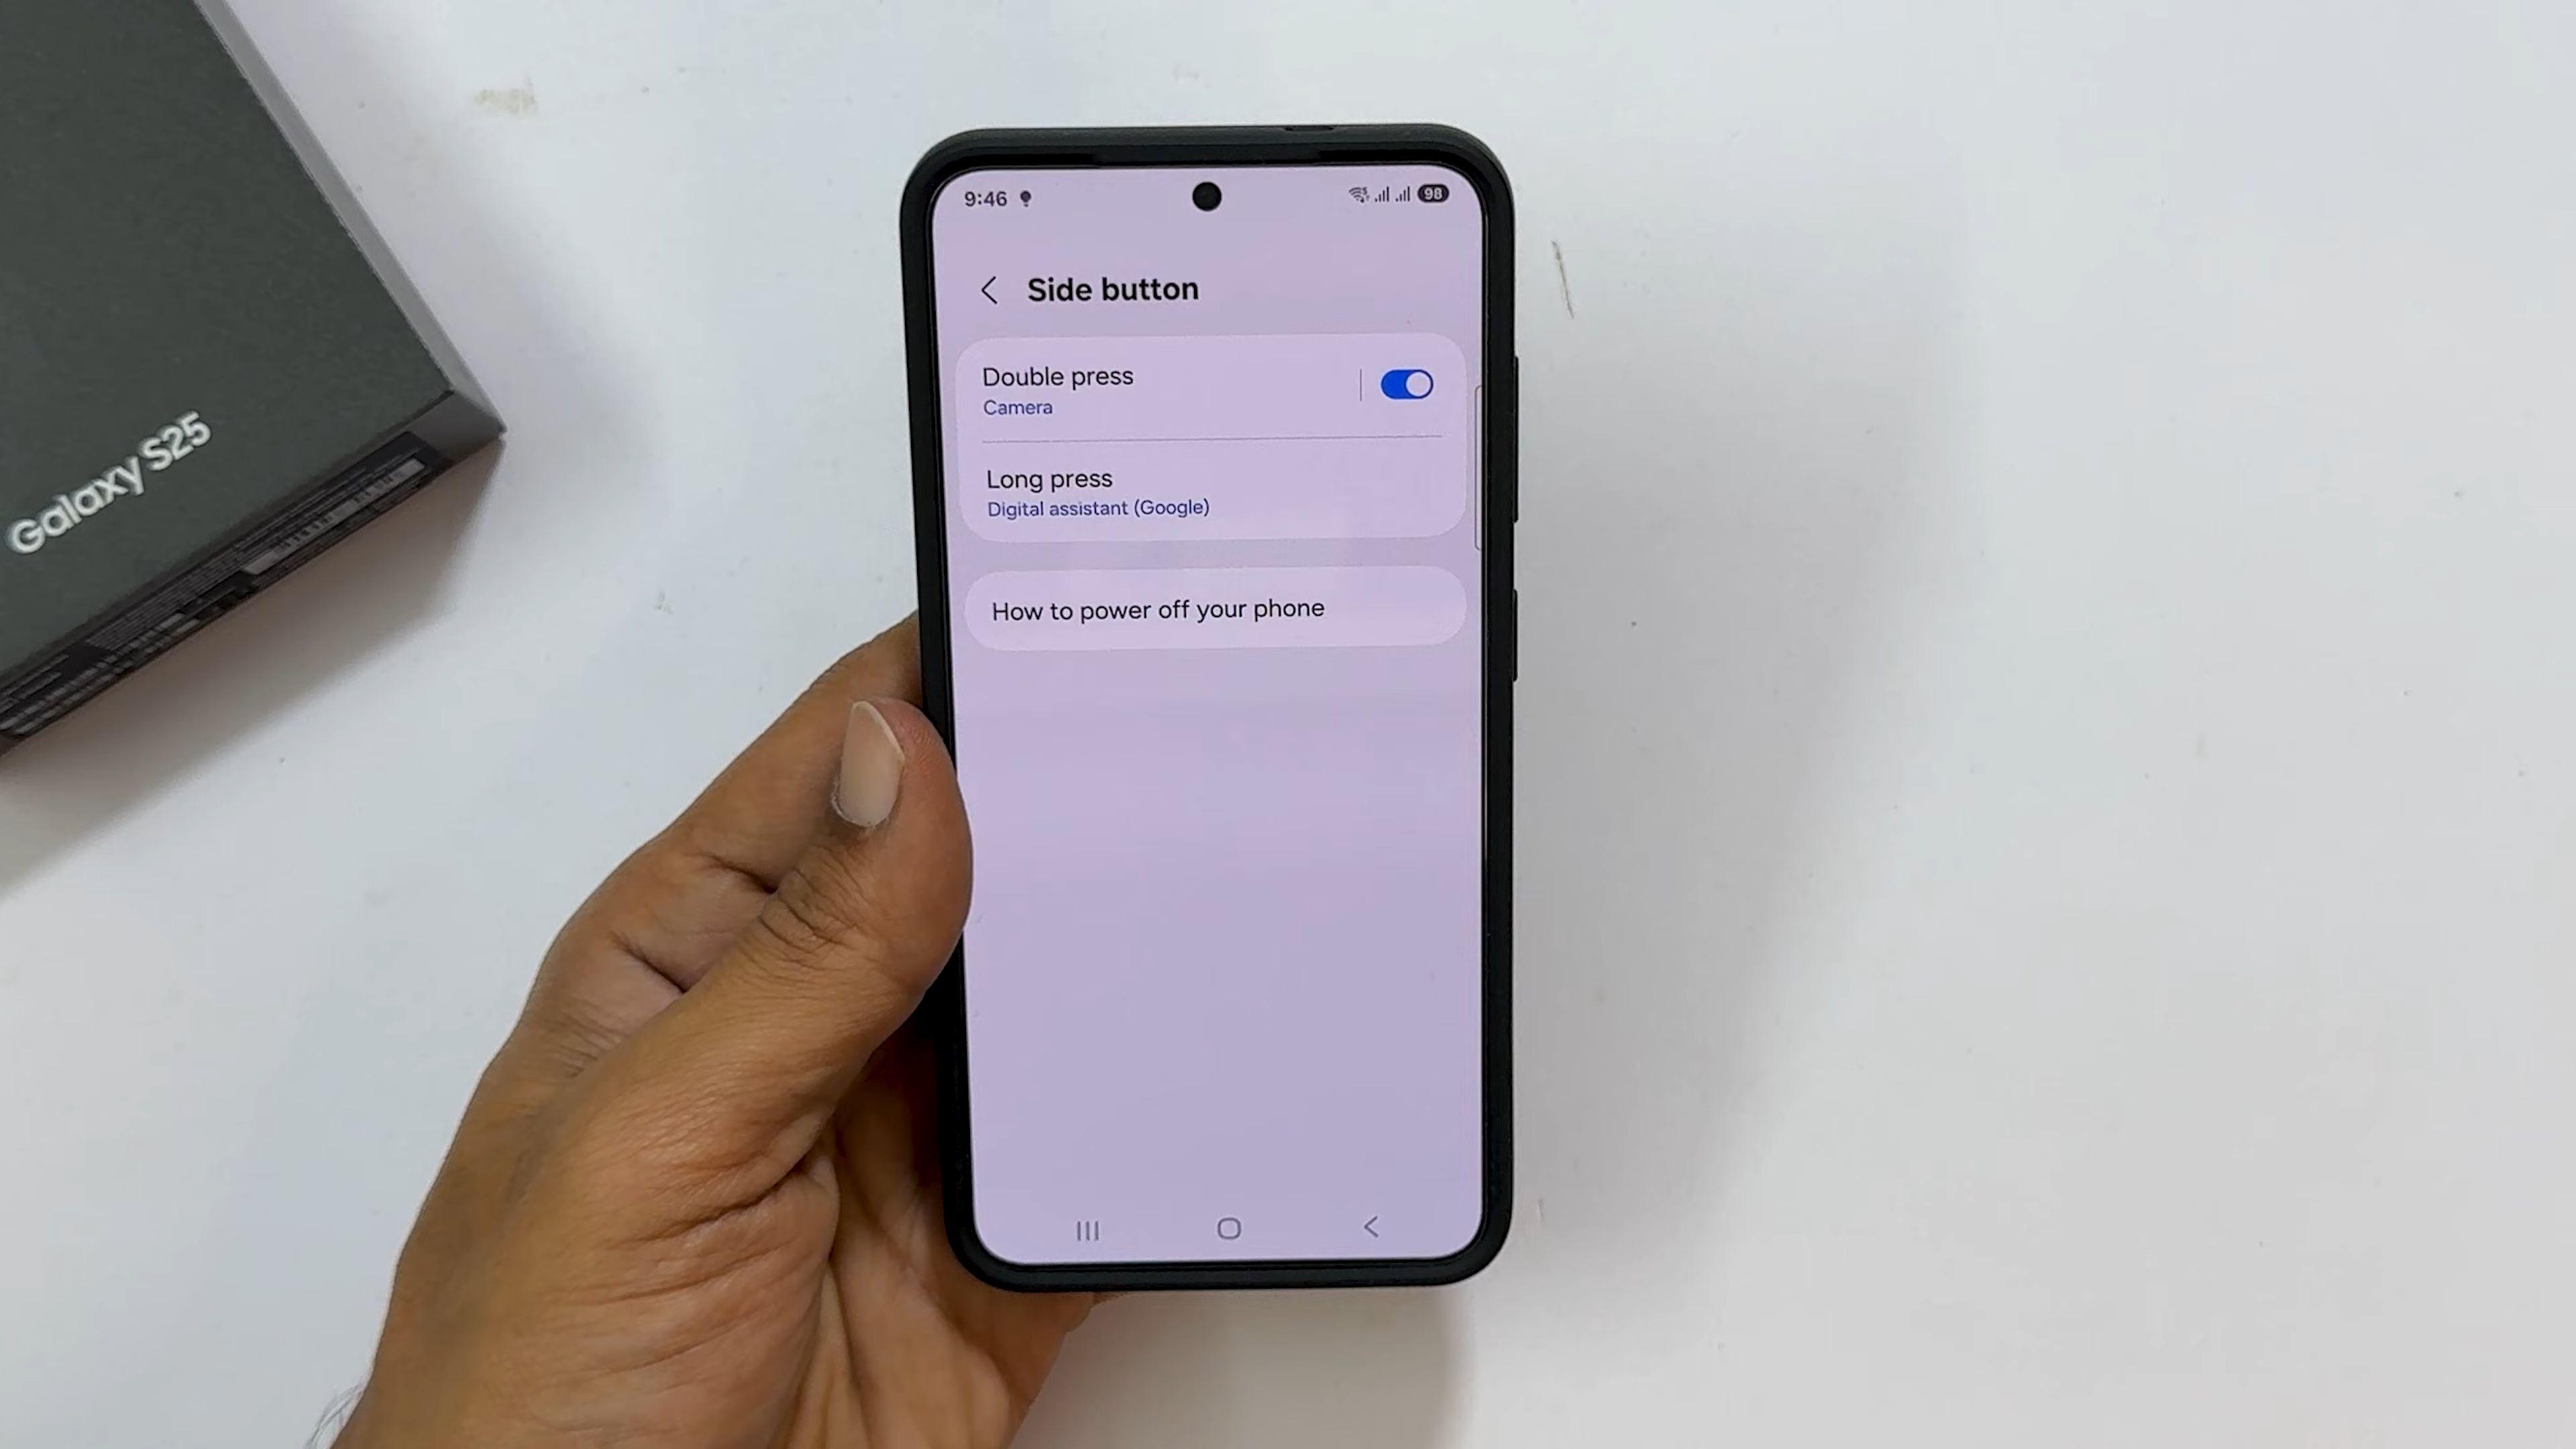 Galaxy S25
9:46
98
Side button
Double press
Camera
Long press
Digital assistant (Google)
How to power off your phone